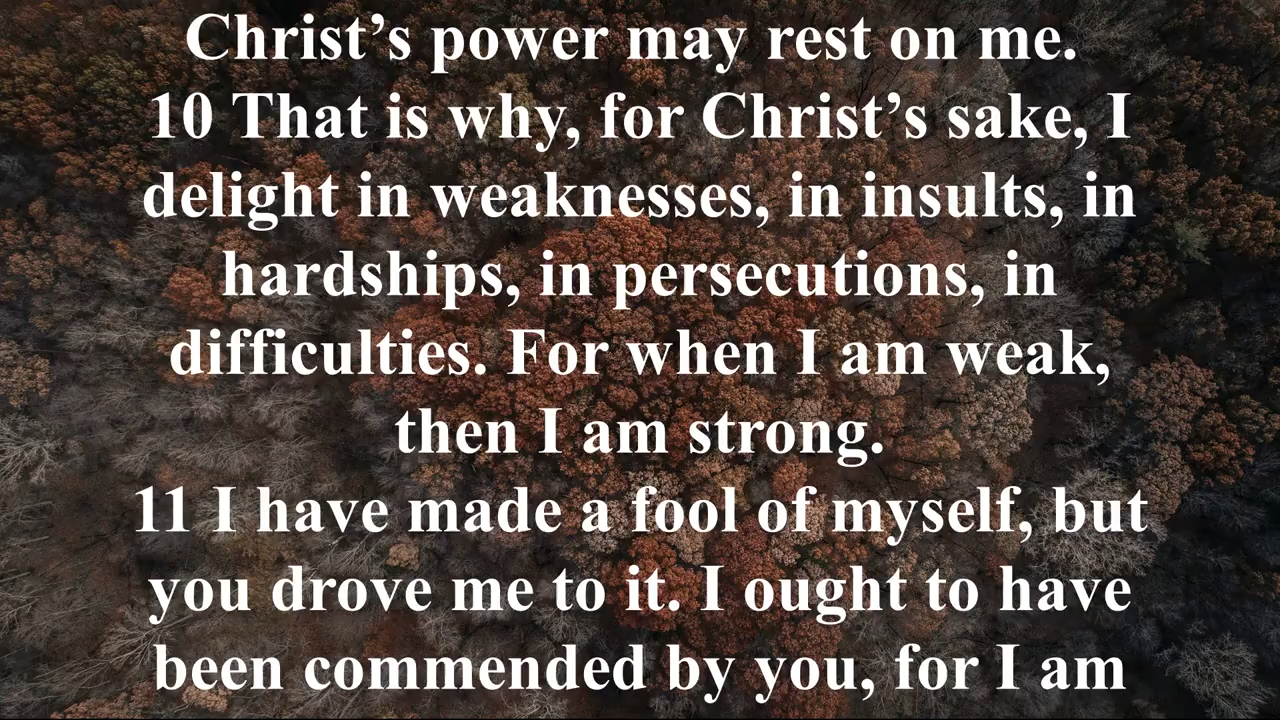 Christ’s power may rest on me.
10 That is why, for Christ’s sake, I
delight in weaknesses, in insults, in
hardships, in persecutions, in
difficulties. For when I am weak,
then I am strong.
11 I have made a fool of myself, but
you drove me to it. I ought to have
been commended by you, for I am